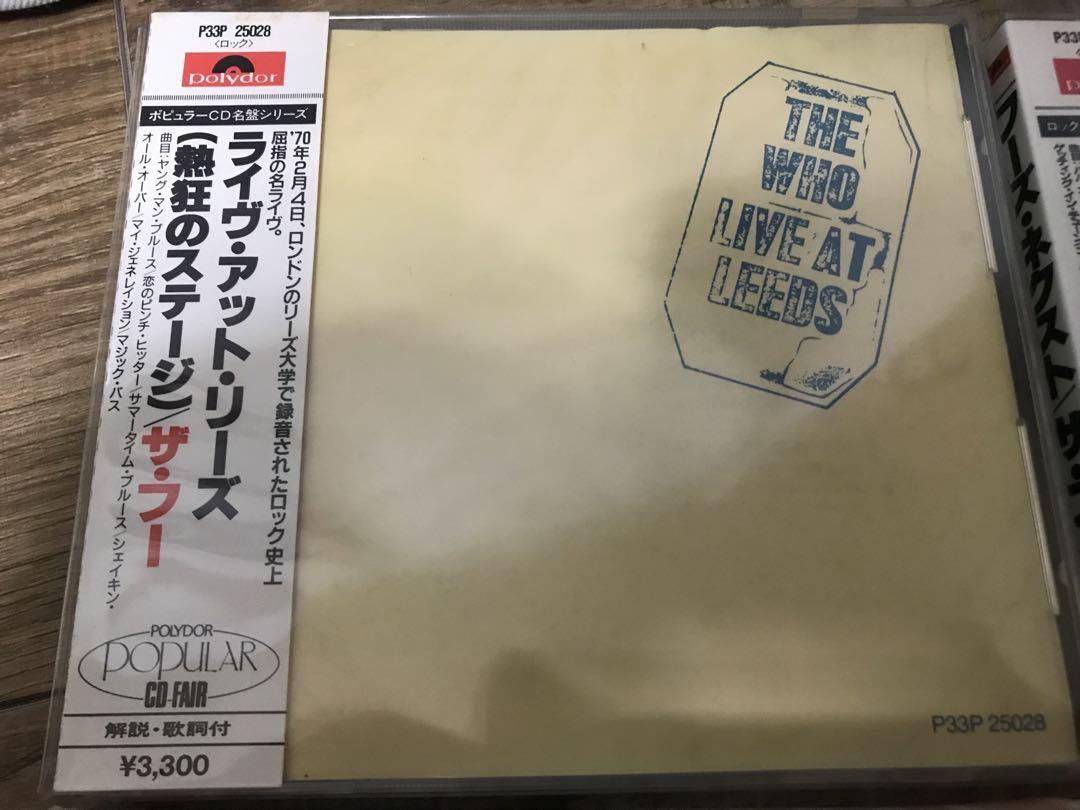 P33P 25028
〈ロック〉
polydor
ポピュラーCD名盤シリーズ
'70年2月4日、ロンドンのリーズ大学で録音されたロック史上
屈指の名ライヴ。
ライヴ・アット・リーズ
(熱狂のステージ)/ザ・フー
曲目:ヤング・マン・ブルース/恋のピンチ・ヒッター/サマータイム・ブルース/シェイキン・
オール・オーバー/マイ・ジェネレイション/マジック・バス
POLYDOR
POPULAR
CD FAIR
解説・歌詞付
¥3,300
THE
WHO
LIVE AT
LEEDS
P33P 25028
P33P
フーズ・ネクスト/ザ・フ